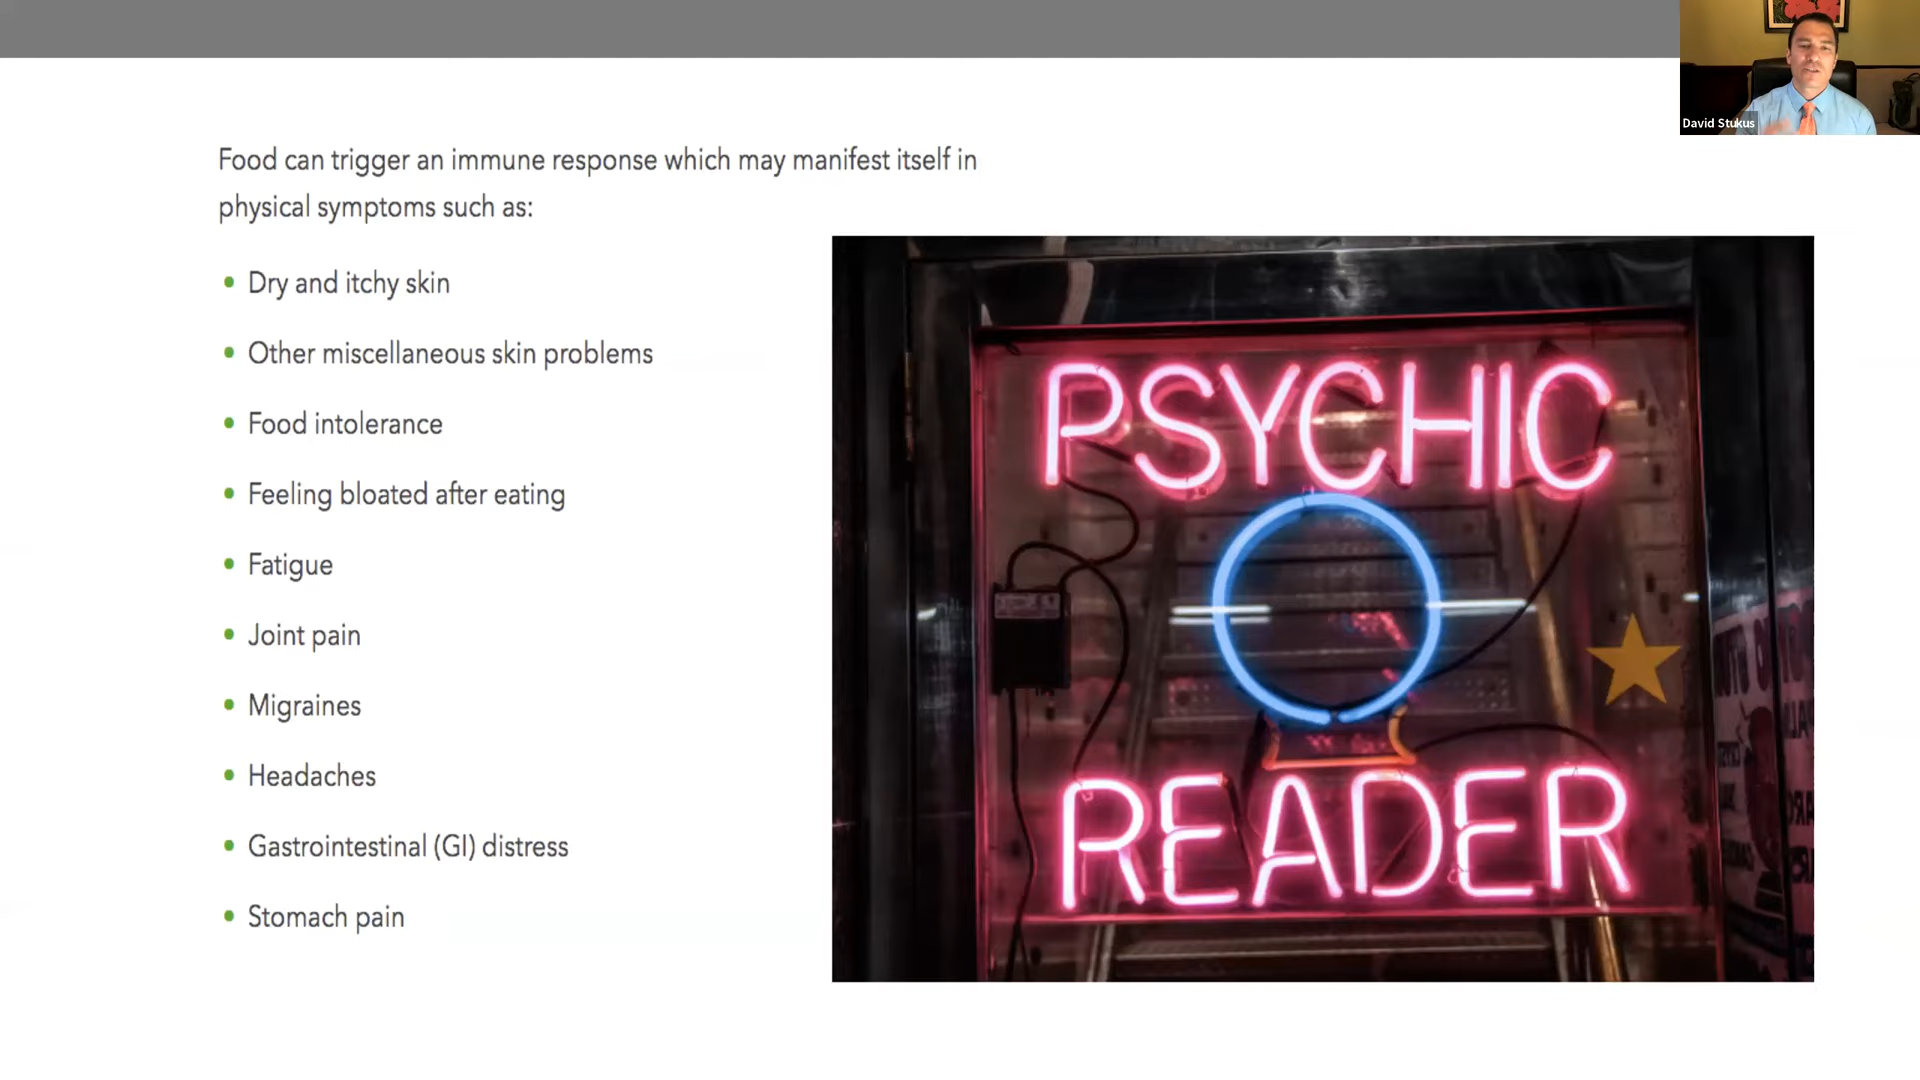 David Stukus
Food can trigger an immune response which may manifest itself in
physical symptoms such as:
• Dry and itchy skin
• Other miscellaneous skin problems
• Food intolerance
• Feeling bloated after eating
• Fatigue
• Joint pain
• Migraines
• Headaches
• Gastrointestinal (GI) distress
• Stomach pain
PSYCHIC
READER